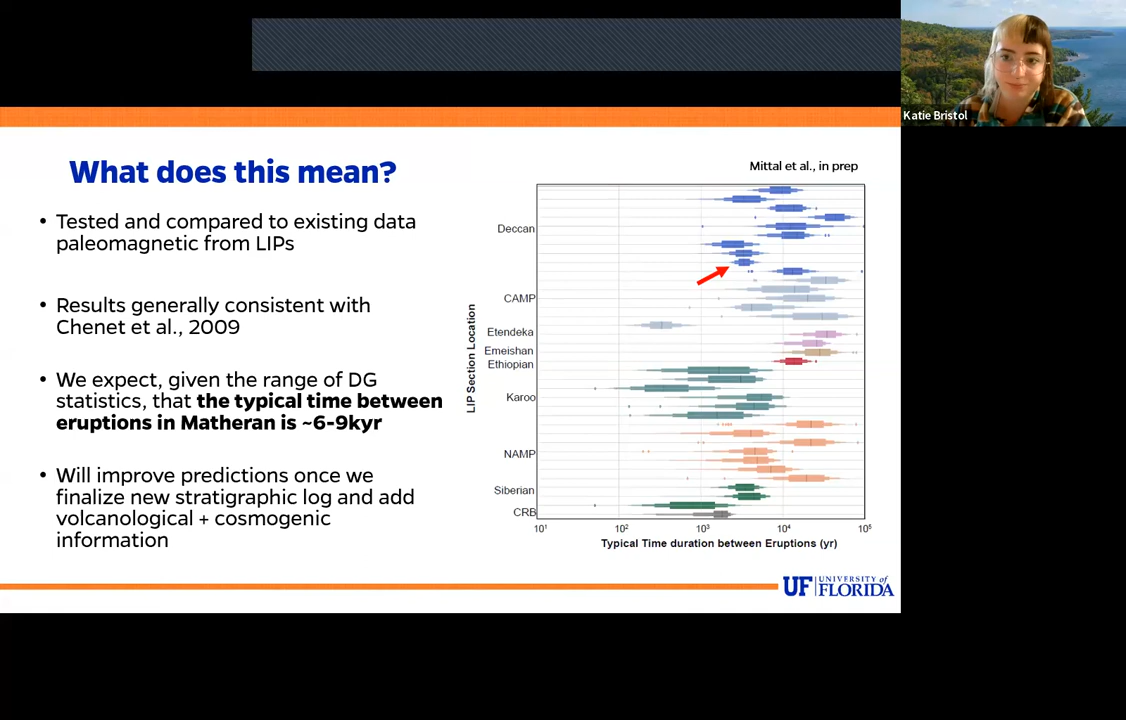 Katie Bristol
What does this mean?
Mittal et al., in prep
• Tested and compared to existing data
paleomagnetic from LIPs
• Results generally consistent with
Chenet et al., 2009
• We expect, given the range of DG
statistics, that the typical time between
eruptions in Matheran is ~6-9kyr
• Will improve predictions once we
finalize new stratigraphic log and add
volcanological + cosmogenic
information
LIP Section Location
Deccan
CAMP
Etendeka
Emeishan
Ethiopian
Karoo
NAMP
Siberian
CRB
10¹ 10² 10³ 10⁴ 10⁵
Typical Time duration between Eruptions (yr)
UF UNIVERSITY of
FLORIDA